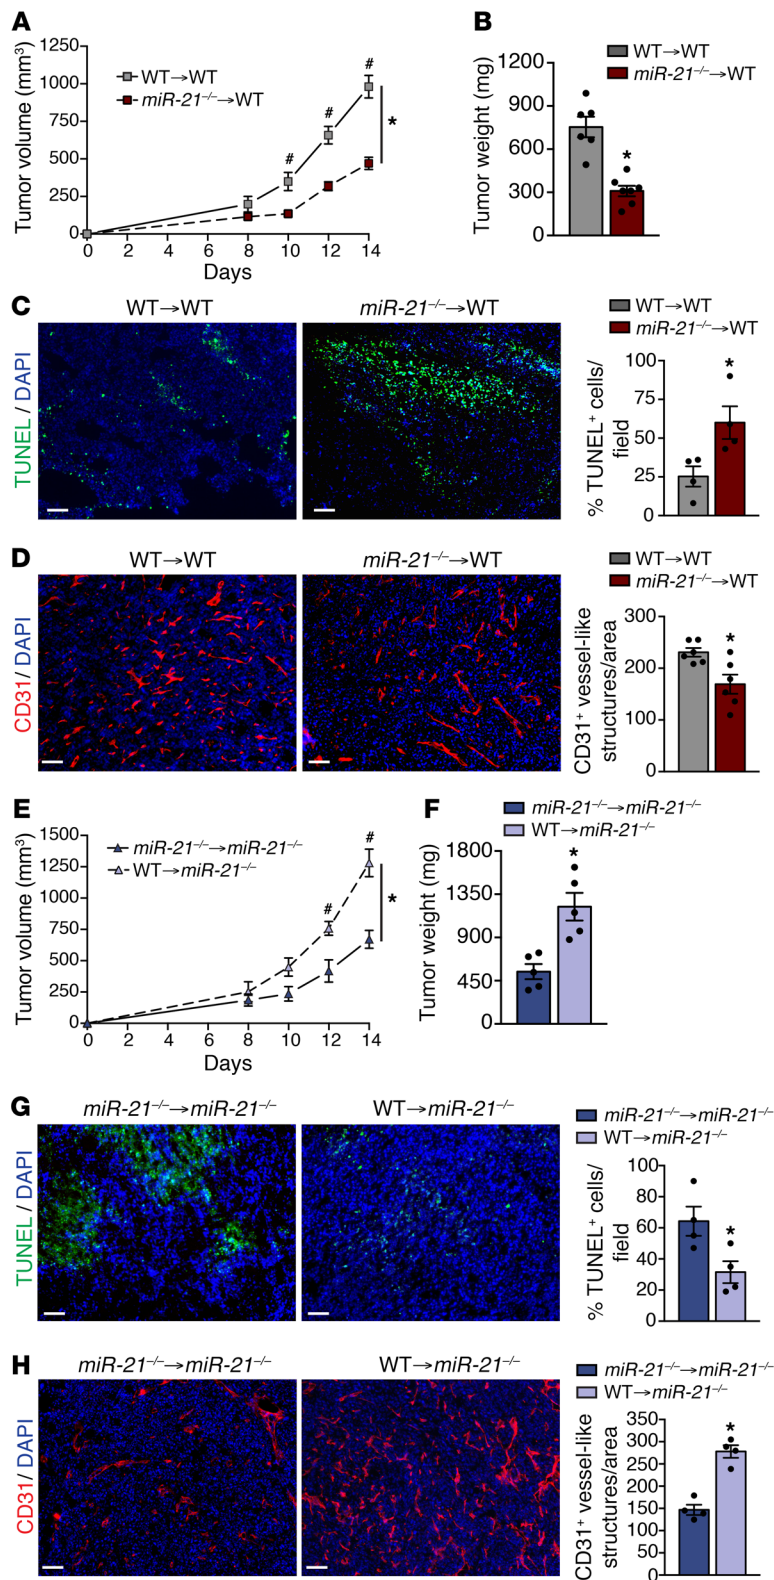 A
Tumor volume (mm³)
1250
1000
750
500
250
0
WT→WT
miR-21⁻/⁻→WT
#
#
#
*
0 2 4 6 8 10 12 14
Days
B
WT→WT
miR-21⁻/⁻→WT
Tumor weight (mg)
1200
900
600
300
0
*
C
WT→WT
miR-21⁻/⁻→WT
TUNEL / DAPI
WT→WT
miR-21⁻/⁻→WT
% TUNEL⁺ cells/
field
100
75
50
25
0
*
D
WT→WT
miR-21⁻/⁻→WT
CD31/ DAPI
WT→WT
miR-21⁻/⁻→WT
CD31⁺ vessel-like
structures/area
300
200
100
0
*
E
Tumor volume (mm³)
1500
1250
1000
750
500
250
0
miR-21⁻/⁻→miR-21⁻/⁻
WT→miR-21⁻/⁻
#
#
*
0 2 4 6 8 10 12 14
Days
F
miR-21⁻/⁻→miR-21⁻/⁻
WT→miR-21⁻/⁻
Tumor weight (mg)
1800
1350
900
450
0
*
G
miR-21⁻/⁻→miR-21⁻/⁻
WT→miR-21⁻/⁻
TUNEL / DAPI
miR-21⁻/⁻→miR-21⁻/⁻
WT→miR-21⁻/⁻
% TUNEL⁺ cells/
field
100
80
60
40
20
0
*
H
miR-21⁻/⁻→miR-21⁻/⁻
WT→miR-21⁻/⁻
CD31/ DAPI
miR-21⁻/⁻→miR-21⁻/⁻
WT→miR-21⁻/⁻
CD31⁺ vessel-like
structures/area
350
300
250
200
150
100
50
0
*